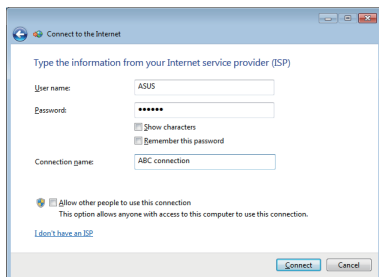 Connect to the Internet
Type the information from your Internet service provider (ISP)
User name: ASUS
Password: ••••••
Show characters
Remember this password
Connection name: ABC connection
Allow other people to use this connection
This option allows anyone with access to this computer to use this connection.
I don't have an ISP
Connect Cancel